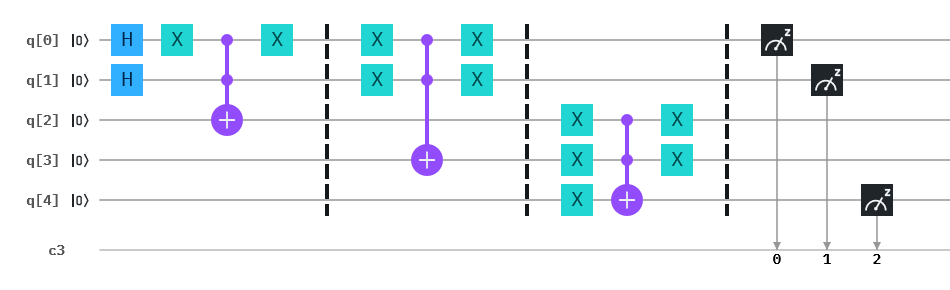 q[0] |0⟩ H X X X X z
q[1] |0⟩ H X X z
q[2] |0⟩ X X
q[3] |0⟩ X X
q[4] |0⟩ X z
c3 0 1 2